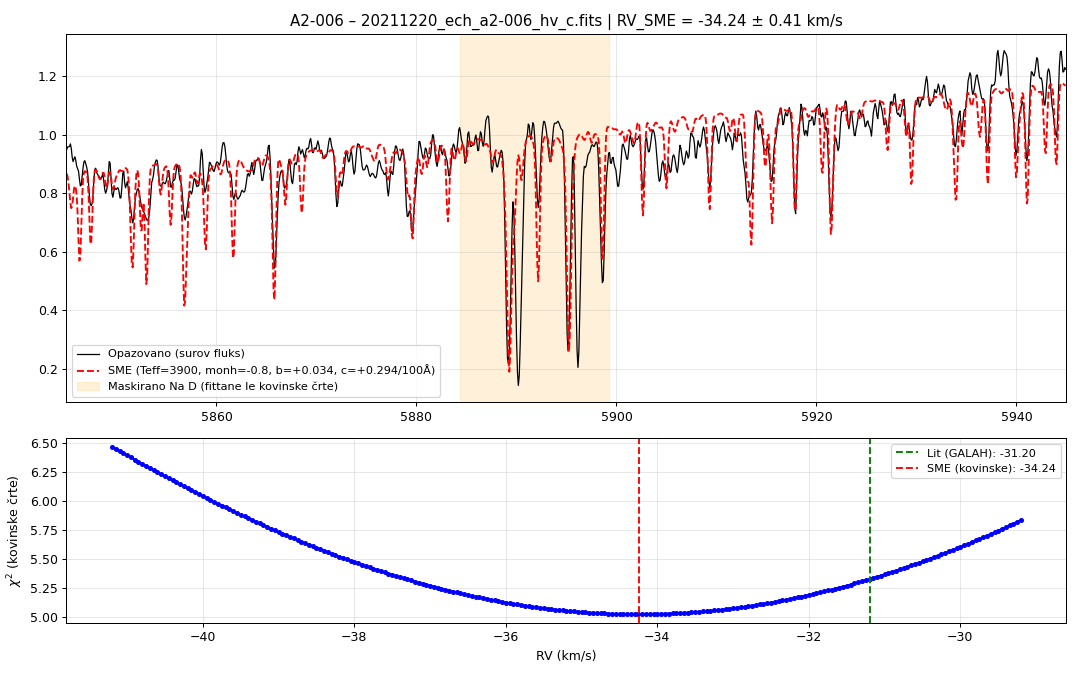 A2-006 – 20211220_ech_a2-006_hv_c.fits | RV_SME = -34.24 ± 0.41 km/s
1.2
1.0
0.8
0.6
0.4
0.2
Opazovano (surov fluks)
SME (Teff=3900, monh=-0.8, b=+0.034, c=+0.294/100Å)
Maskirano Na D (fittane le kovinske črte)
5860 5880 5900 5920 5940
6.50
6.25
6.00
5.75
5.50
5.25
5.00
χ² (kovinske črte)
Lit (GALAH): -31.20
SME (kovinske): -34.24
−40 −38 −36 −34 −32 −30
RV (km/s)